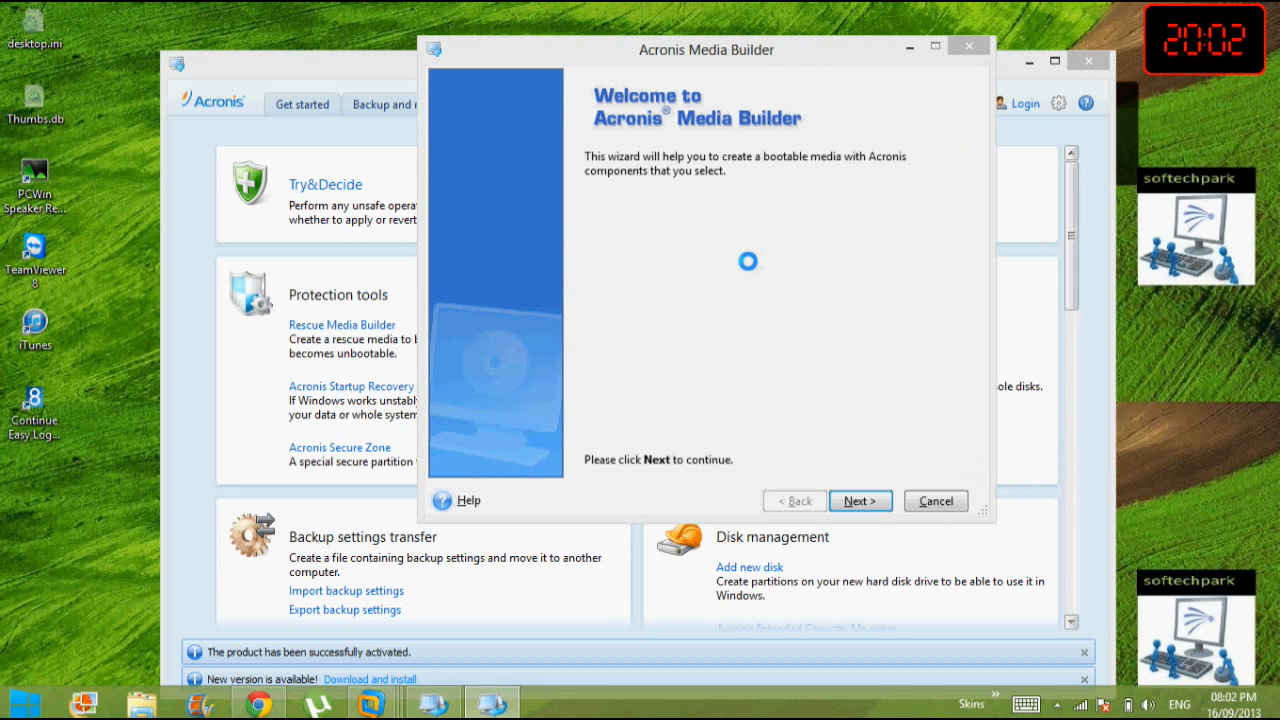 desktop.ini
Thumbs.db
PCWin
Speaker Re...
TeamViewer
8
iTunes
8
Continue
Easy Log...
Acronis
Get started
Backup and r
Login
Try&Decide
Perform any unsafe opera
whether to apply or revert
Protection tools
Rescue Media Builder
Create a rescue media to b
becomes unbootable.
Acronis Startup Recovery
If Windows works unstabl
your data or whole system
Acronis Secure Zone
A special secure partition
ole disks.
Backup settings transfer
Create a file containing backup settings and move it to another
computer.
Import backup settings
Export backup settings
Disk management
Add new disk
Create partitions on your new hard disk drive to be able to use it in
Windows.
Acronis Extended Capacity Manager
The product has been successfully activated.
New version is available! Download and install
Acronis Media Builder
Welcome to
Acronis® Media Builder
This wizard will help you to create a bootable media with Acronis
components that you select.
Please click Next to continue.
Help
< Back
Next >
Cancel
20:02
softechpark
softechpark
Skins
ENG
08:02 PM
16/09/2013